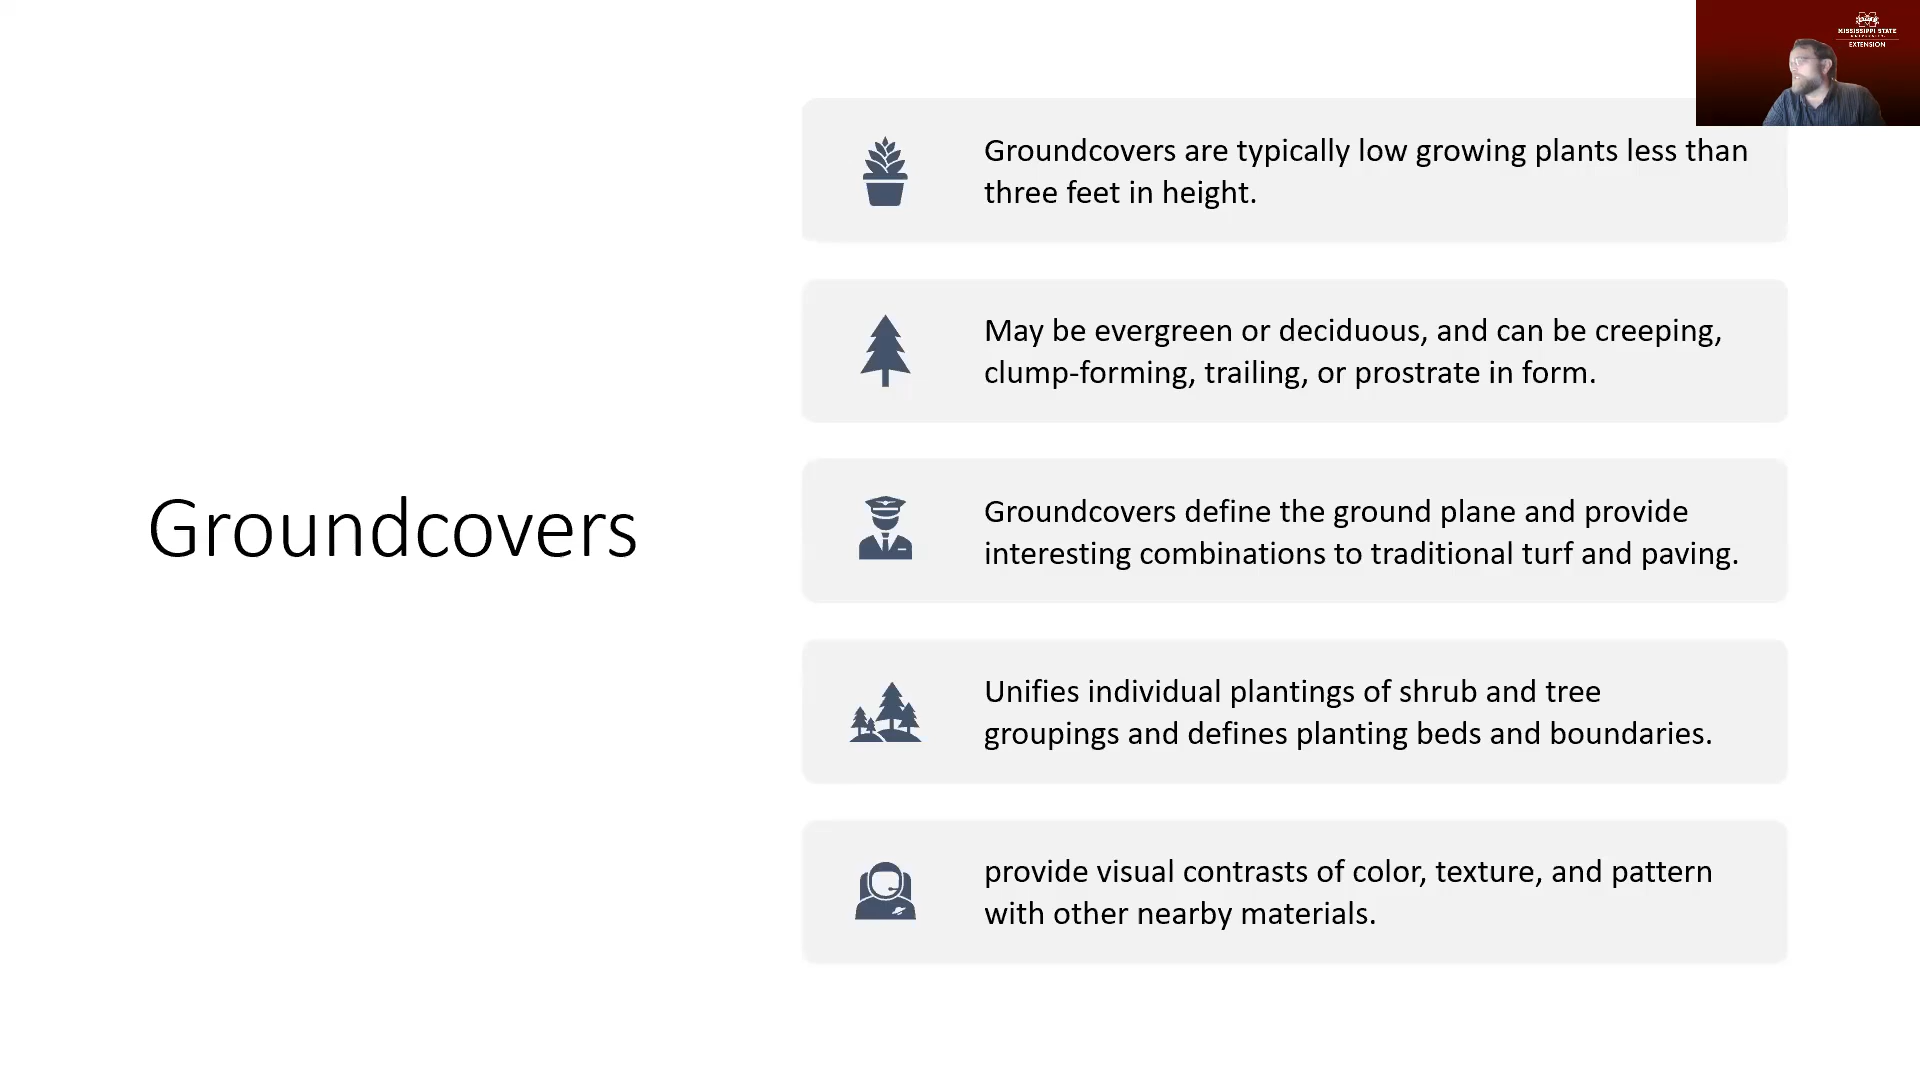 MISSISSIPPI STATE
UNIVERSITY
EXTENSION
Groundcovers
Groundcovers are typically low growing plants less than
three feet in height.
May be evergreen or deciduous, and can be creeping,
clump-forming, trailing, or prostrate in form.
Groundcovers define the ground plane and provide
interesting combinations to traditional turf and paving.
Unifies individual plantings of shrub and tree
groupings and defines planting beds and boundaries.
provide visual contrasts of color, texture, and pattern
with other nearby materials.